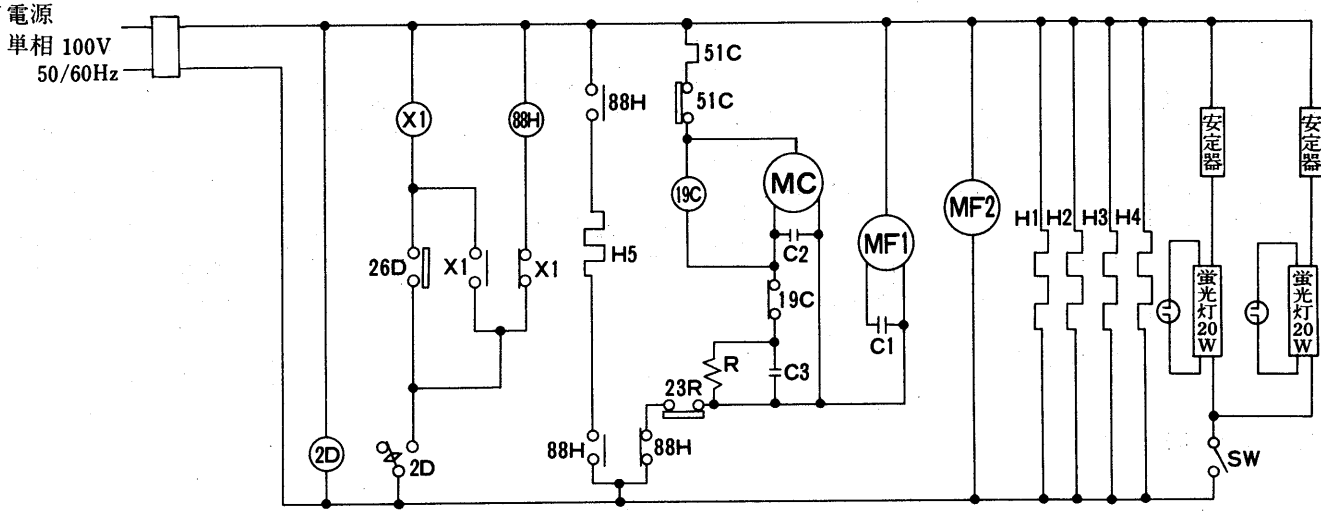 電源
単相 100V
50/60Hz
X1
88H
26D
X1
X1
2D
2D
88H
H5
88H
88H
51C
51C
19C
MC
C2
19C
R
C3
23R
MF1
C1
MF2
H1
H2
H3
H4
安定器
安定器
蛍光灯20W
蛍光灯20W
SW